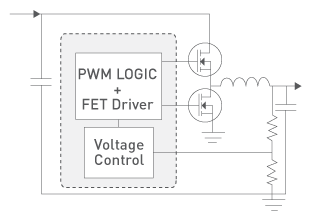 PWM LOGIC
+
FET Driver
Voltage
Control